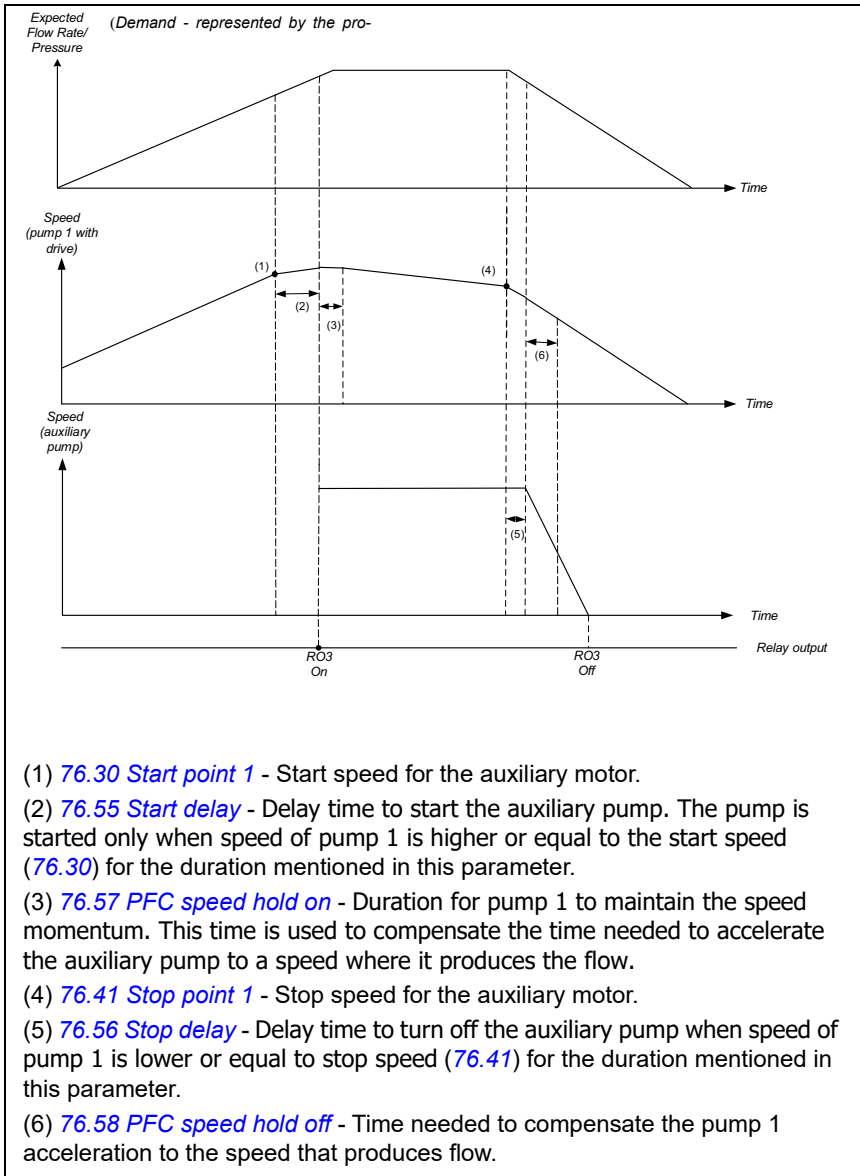 Expected
Flow Rate/
Pressure
(Demand - represented by the pro-
Time
Speed
(pump 1 with
drive)
(1)
(2)
(3)
(4)
(6)
Time
Speed
(auxiliary
pump)
(5)
Time
Relay output
RO3
On
RO3
Off
(1) 76.30 Start point 1 - Start speed for the auxiliary motor.
(2) 76.55 Start delay - Delay time to start the auxiliary pump. The pump is
started only when speed of pump 1 is higher or equal to the start speed
(76.30) for the duration mentioned in this parameter.
(3) 76.57 PFC speed hold on - Duration for pump 1 to maintain the speed
momentum. This time is used to compensate the time needed to accelerate
the auxiliary pump to a speed where it produces the flow.
(4) 76.41 Stop point 1 - Stop speed for the auxiliary motor.
(5) 76.56 Stop delay - Delay time to turn off the auxiliary pump when speed of
pump 1 is lower or equal to stop speed (76.41) for the duration mentioned in
this parameter.
(6) 76.58 PFC speed hold off - Time needed to compensate the pump 1
acceleration to the speed that produces flow.